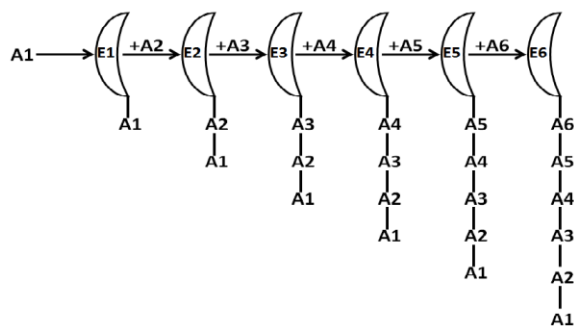 A1 E1 +A2 E2 +A3 E3 +A4 E4 +A5 E5 +A6 E6
A1 A2 A3 A4 A5 A6
A1 A2 A3 A4 A5
A1 A2 A3 A4
A1 A2 A3
A1 A2
A1